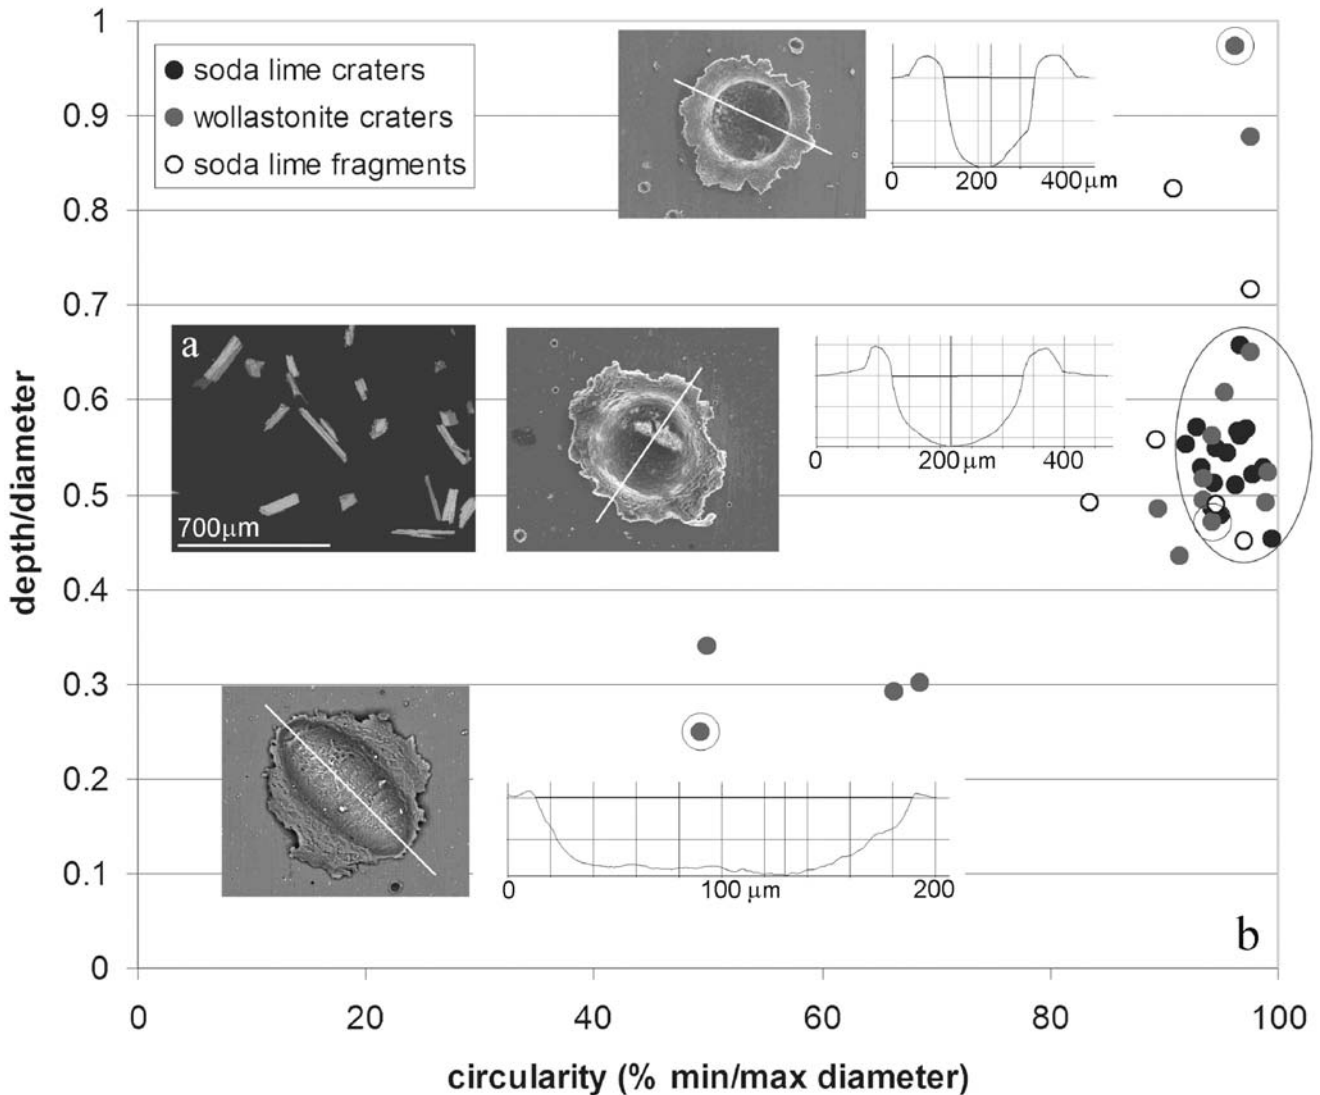 1
0.9
0.8
0.7
0.6
0.5
0.4
0.3
0.2
0.1
0
depth/diameter
soda lime craters
wollastonite craters
soda lime fragments
0 200 400μm
a
700μm
0 200μm 400
0 100 μm 200
b
0 20 40 60 80 100
circularity (% min/max diameter)